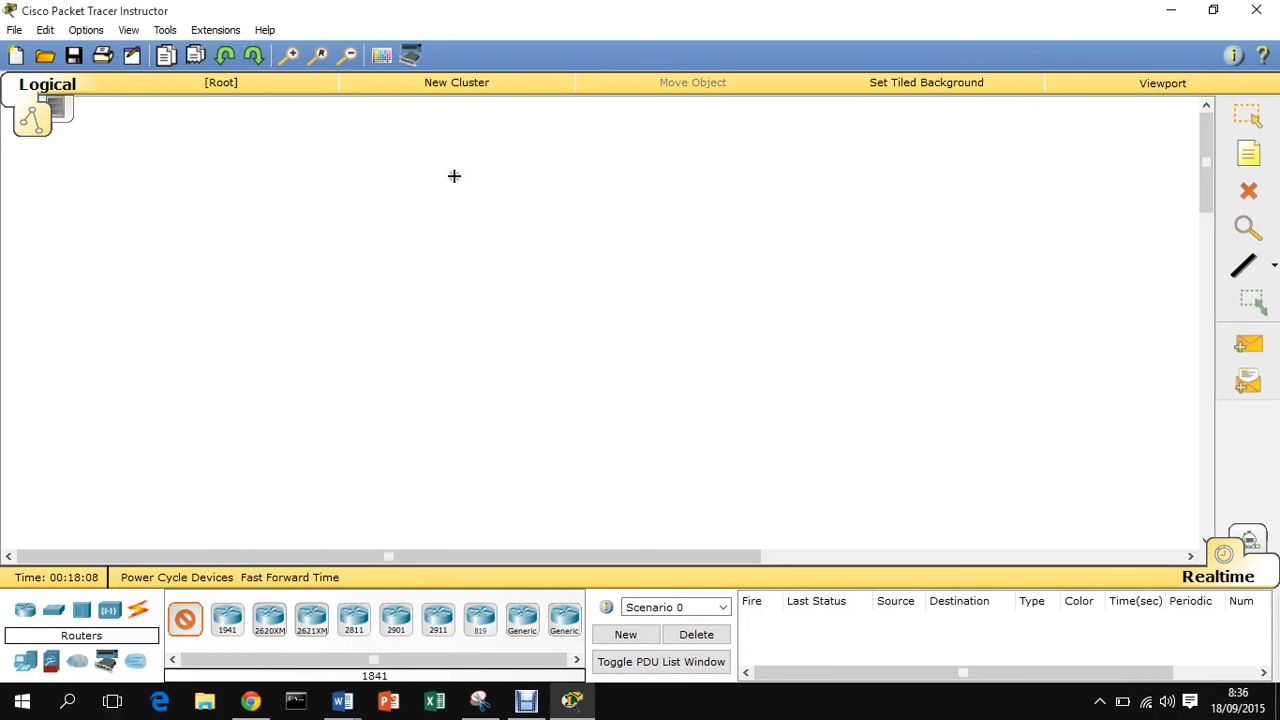 Cisco Packet Tracer Instructor
File Edit Options View Tools Extensions Help
Logical [Root] New Cluster Move Object Set Tiled Background Viewport
Time: 00:18:08 Power Cycle Devices Fast Forward Time Realtime
Routers
1941 2620XM 2621XM 2811 2901 2911 819 Generic Generic
1841
Scenario 0
New Delete
Toggle PDU List Window
Fire Last Status Source Destination Type Color Time(sec) Periodic Num
8:36
18/09/2015